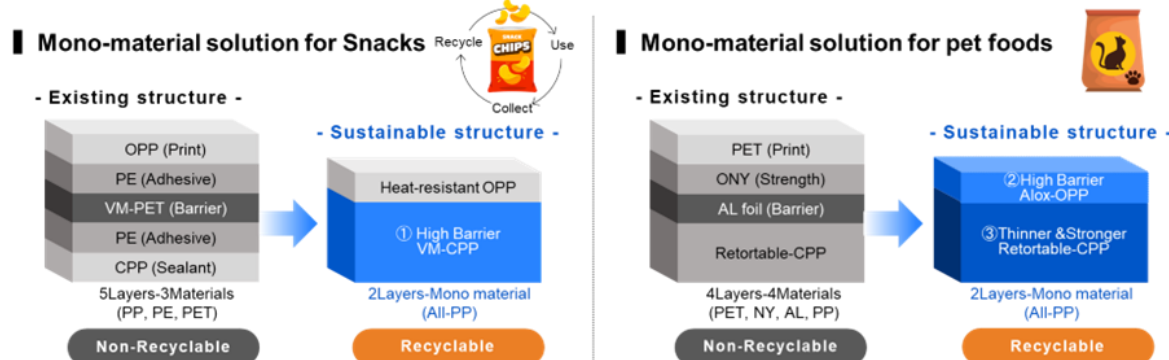 Mono-material solution for Snacks
Recycle
Use
Collect
SNACK
CHIPS
- Existing structure -
OPP (Print)
PE (Adhesive)
VM-PET (Barrier)
PE (Adhesive)
CPP (Sealant)
5Layers-3Materials
(PP, PE, PET)
Non-Recyclable
- Sustainable structure -
Heat-resistant OPP
① High Barrier
VM-CPP
2Layers-Mono material
(All-PP)
Recyclable
Mono-material solution for pet foods
- Existing structure -
PET (Print)
ONY (Strength)
AL foil (Barrier)
Retortable-CPP
4Layers-4Materials
(PET, NY, AL, PP)
Non-Recyclable
- Sustainable structure -
②High Barrier
Alox-OPP
③Thinner &Stronger
Retortable-CPP
2Layers-Mono material
(All-PP)
Recyclable